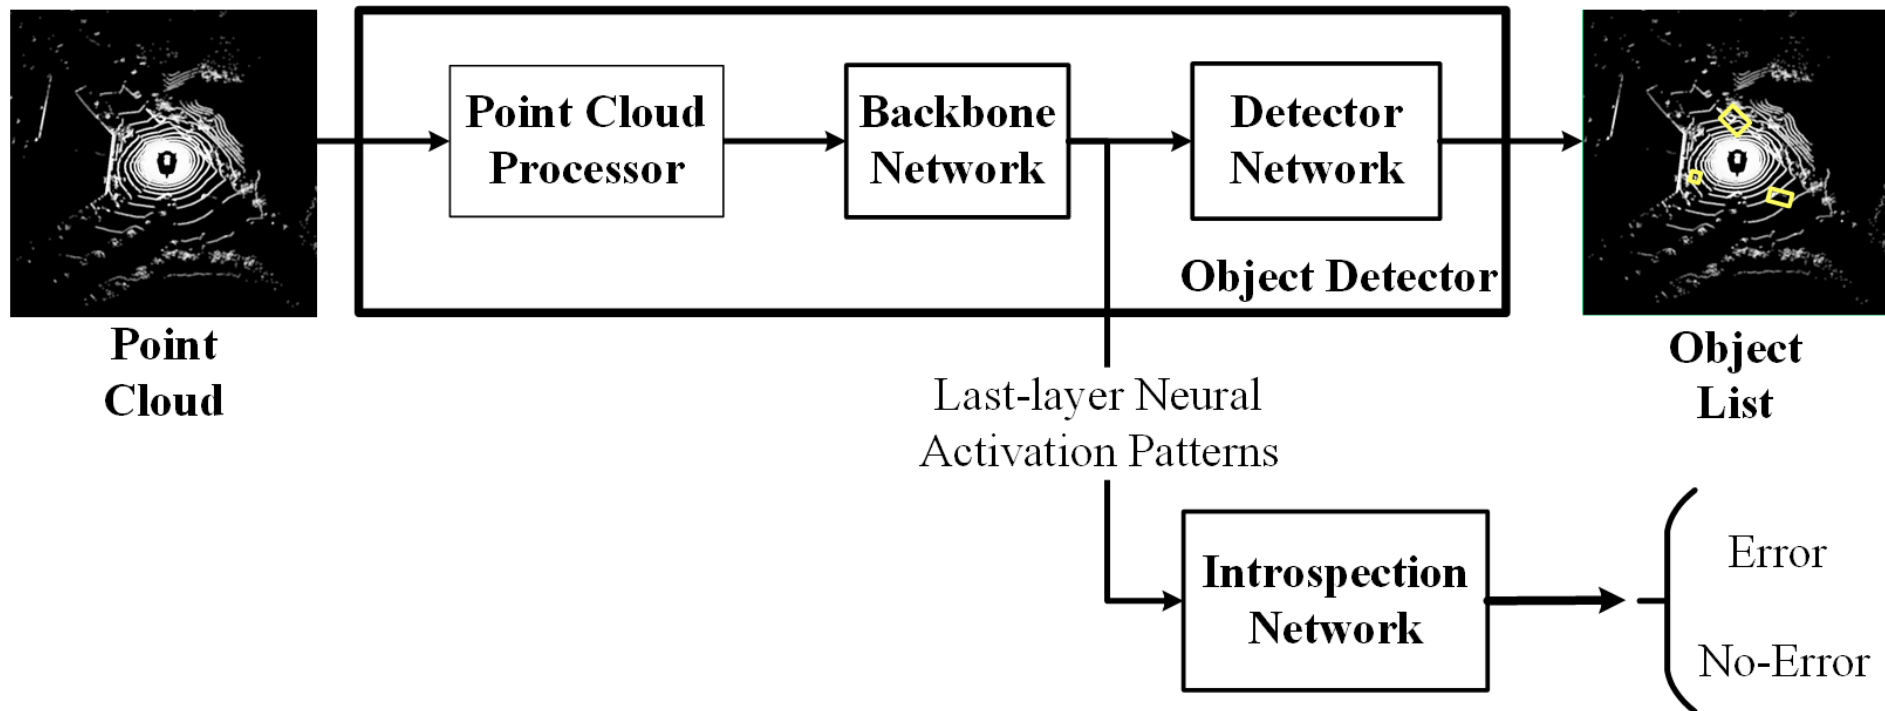 Point Cloud
Processor
Backbone
Network
Detector
Network
Object Detector
Point
Cloud
Object
List
Last-layer Neural
Activation Patterns
Introspection
Network
Error
No-Error